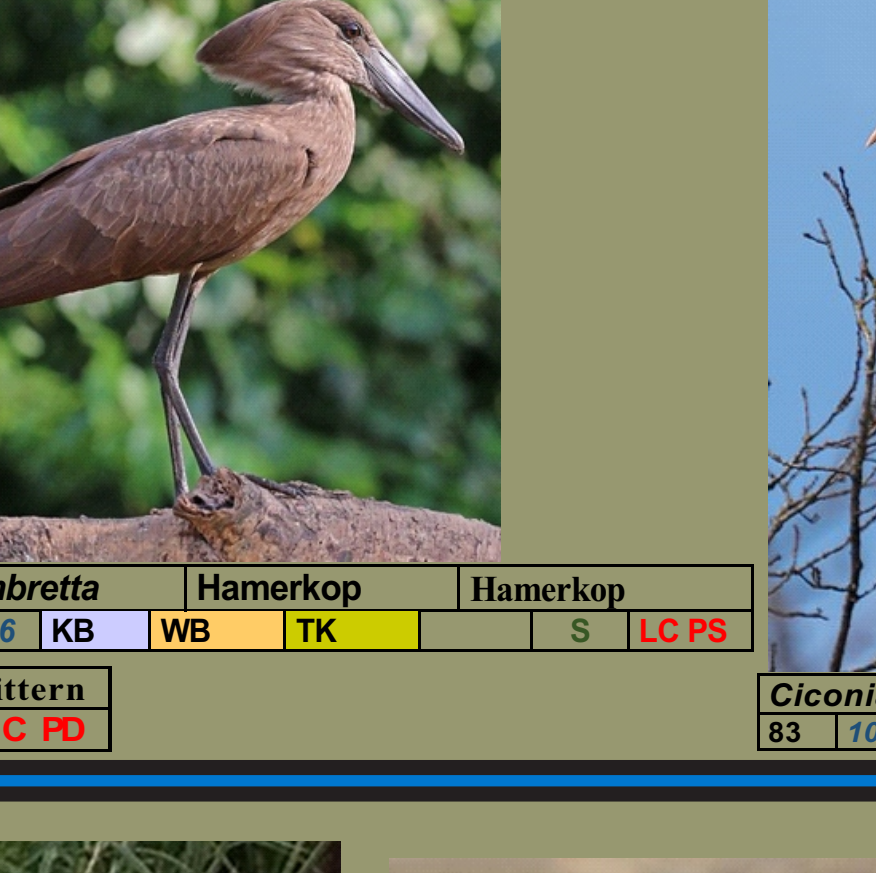 mbretta Hamerkop Hamerkop
6 KB WB TK S LC PS
ittern
C PD
Ciconi
83 10